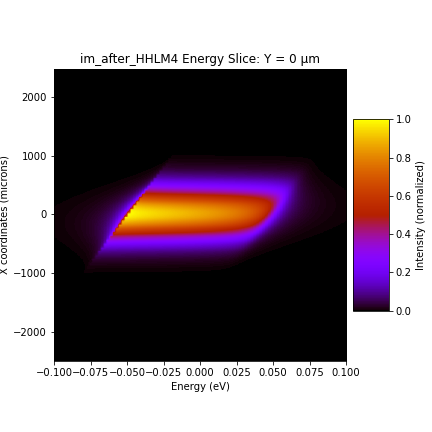 im_after_HHLM4 Energy Slice: Y = 0 μm
X coordinates (microns)
2000
1000
0
−1000
−2000
−0.100−0.075−0.050−0.025 0.000 0.025 0.050 0.075 0.100
Energy (eV)
1.0
0.8
0.6
0.4
0.2
0.0
Intensity (normalized)